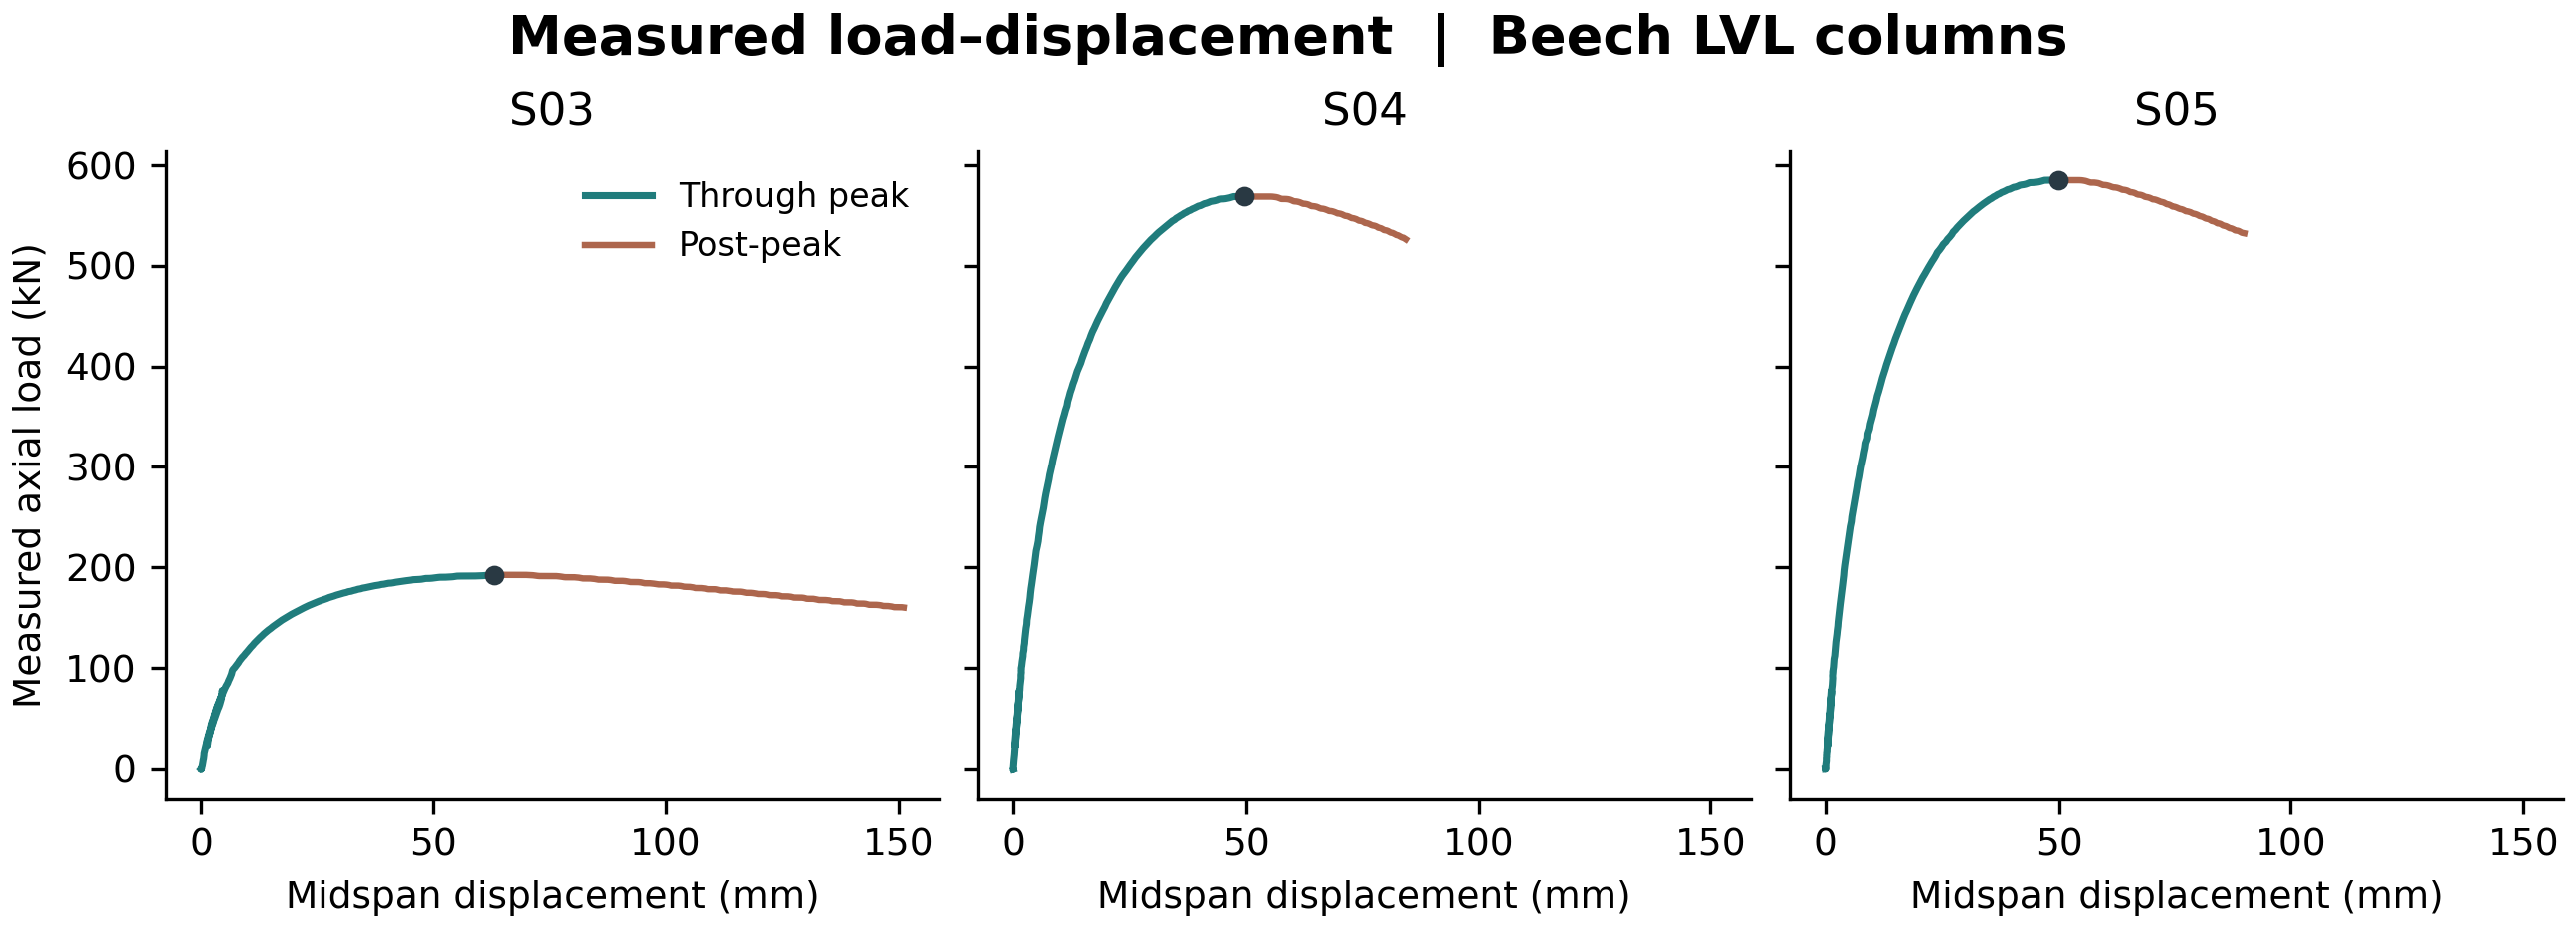 Measured load–displacement | Beech LVL columns
S03
S04
S05
Measured axial load (kN)
600
500
400
300
200
100
0
Through peak
Post-peak
0 50 100 150
0 50 100 150
0 50 100 150
Midspan displacement (mm)
Midspan displacement (mm)
Midspan displacement (mm)